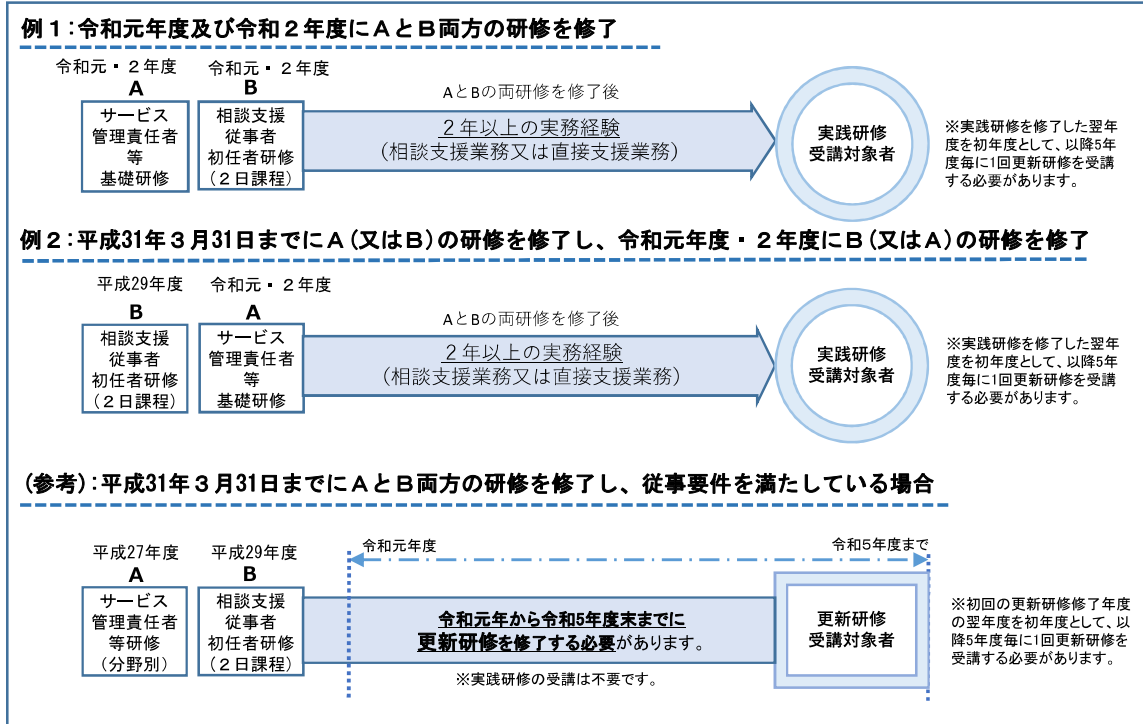 例１：令和元年度及び令和２年度にＡとＢ両方の研修を修了
令和元・２年度
A
サービス
管理責任者
等
基礎研修
令和元・２年度
B
相談支援
従事者
初任者研修
（２日課程）
AとBの両研修を修了後
２年以上の実務経験
（相談支援業務又は直接支援業務）
実践研修
受講対象者
※実践研修を修了した翌年
度を初年度として、以降5年
度毎に1回更新研修を受講
する必要があります。
例２：平成31年３月31日までにＡ（又はＢ）の研修を修了し、令和元年度・２年度にＢ（又はＡ）の研修を修了
平成29年度
B
相談支援
従事者
初任者研修
（２日課程）
令和元・２年度
A
サービス
管理責任者
等
基礎研修
AとBの両研修を修了後
２年以上の実務経験
（相談支援業務又は直接支援業務）
実践研修
受講対象者
※実践研修を修了した翌年
度を初年度として、以降5年
度毎に1回更新研修を受講
する必要があります。
（参考）：平成31年３月31日までにＡとＢ両方の研修を修了し、従事要件を満たしている場合
平成27年度
A
サービス
管理責任者
等研修
（分野別）
平成29年度
B
相談支援
従事者
初任者研修
（２日課程）
令和元年度
令和５年度まで
令和元年から令和5年度末までに
更新研修を修了する必要があります。
※実践研修の受講は不要です。
更新研修
受講対象者
※初回の更新研修修了年度
の翌年度を初年度として、以
降5年度毎に1回更新研修を
受講する必要があります。